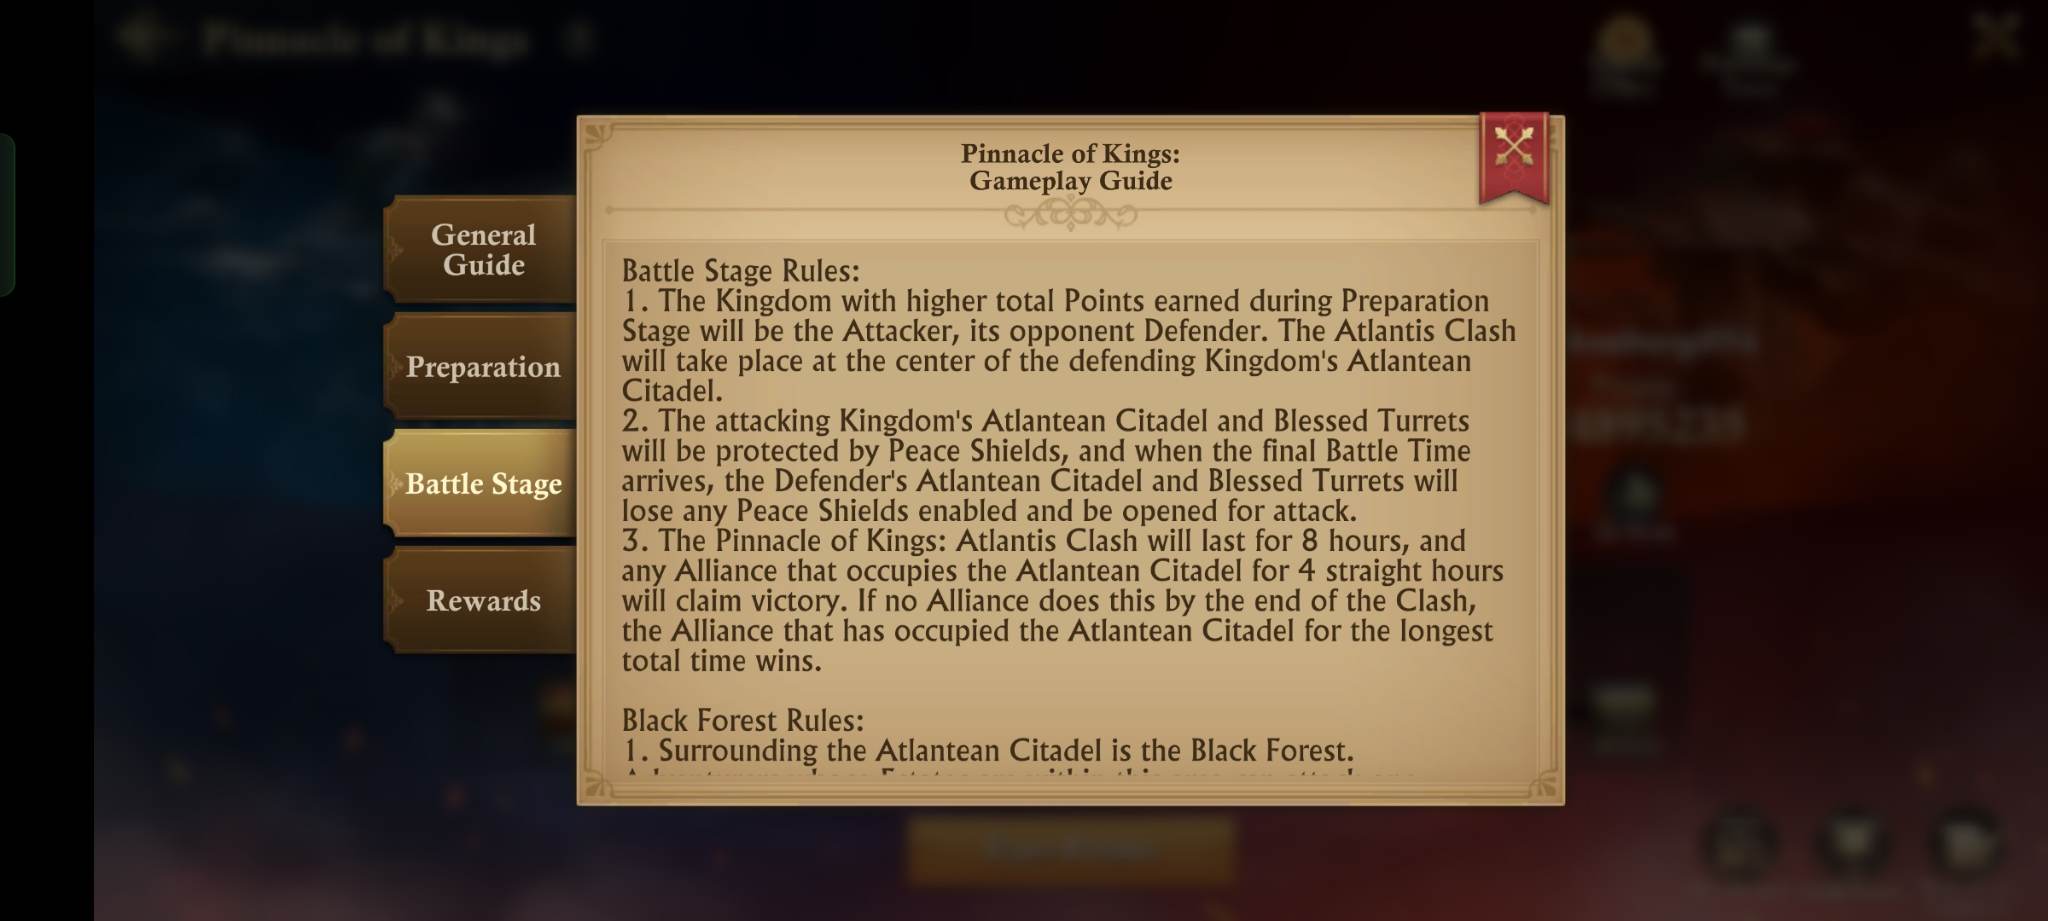 Pinnacle of Kings
Pinnacle of Kings:
Gameplay Guide
General
Guide
Preparation
Battle Stage
Rewards
Battle Stage Rules:
1. The Kingdom with higher total Points earned during Preparation
Stage will be the Attacker, its opponent Defender. The Atlantis Clash
will take place at the center of the defending Kingdom's Atlantean
Citadel.
2. The attacking Kingdom's Atlantean Citadel and Blessed Turrets
will be protected by Peace Shields, and when the final Battle Time
arrives, the Defender's Atlantean Citadel and Blessed Turrets will
lose any Peace Shields enabled and be opened for attack.
3. The Pinnacle of Kings: Atlantis Clash will last for 8 hours, and
any Alliance that occupies the Atlantean Citadel for 4 straight hours
will claim victory. If no Alliance does this by the end of the Clash,
the Alliance that has occupied the Atlantean Citadel for the longest
total time wins.
Black Forest Rules:
1. Surrounding the Atlantean Citadel is the Black Forest.